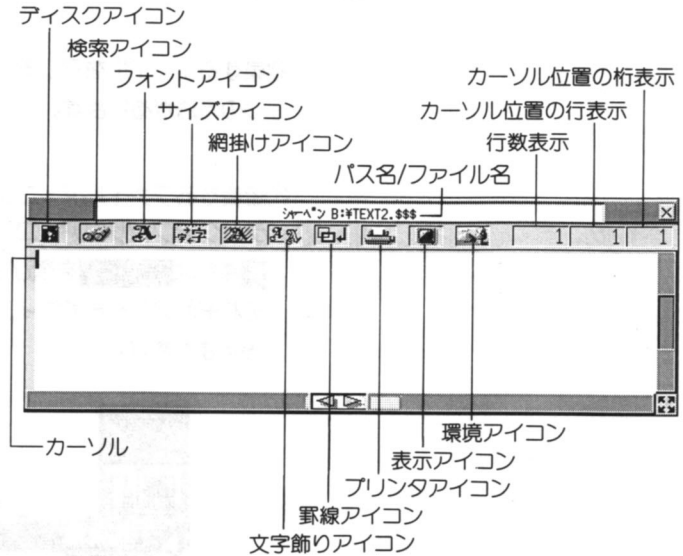 ディスクアイコン
検索アイコン
フォントアイコン
サイズアイコン
網掛けアイコン
カーソル位置の桁表示
カーソル位置の行表示
行数表示
パス名/ファイル名
シャーペン B:¥TEXT2.$$$
1 1 1
カーソル
環境アイコン
表示アイコン
プリンタアイコン
罫線アイコン
文字飾りアイコン